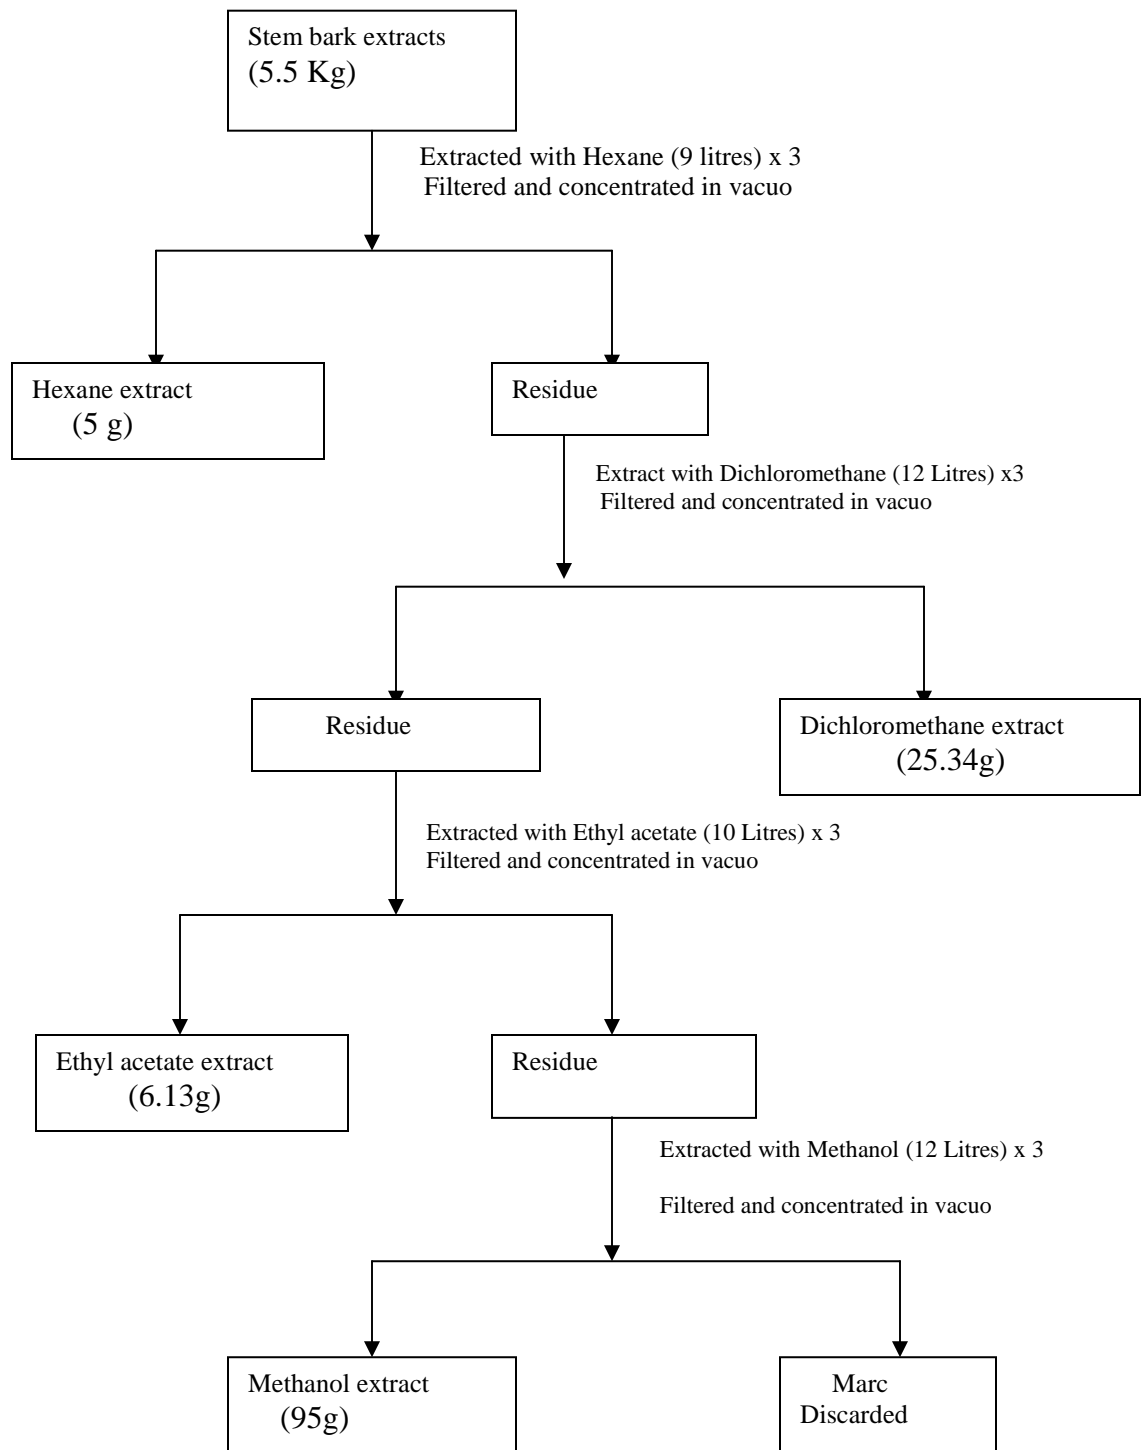 Stem bark extracts
(5.5 Kg)
Extracted with Hexane (9 litres) x 3
Filtered and concentrated in vacuo
Hexane extract
(5 g)
Residue
Extract with Dichloromethane (12 Litres) x3
Filtered and concentrated in vacuo
Residue
Dichloromethane extract
(25.34g)
Extracted with Ethyl acetate (10 Litres) x 3
Filtered and concentrated in vacuo
Ethyl acetate extract
(6.13g)
Residue
Extracted with Methanol (12 Litres) x 3
Filtered and concentrated in vacuo
Methanol extract
(95g)
Marc
Discarded